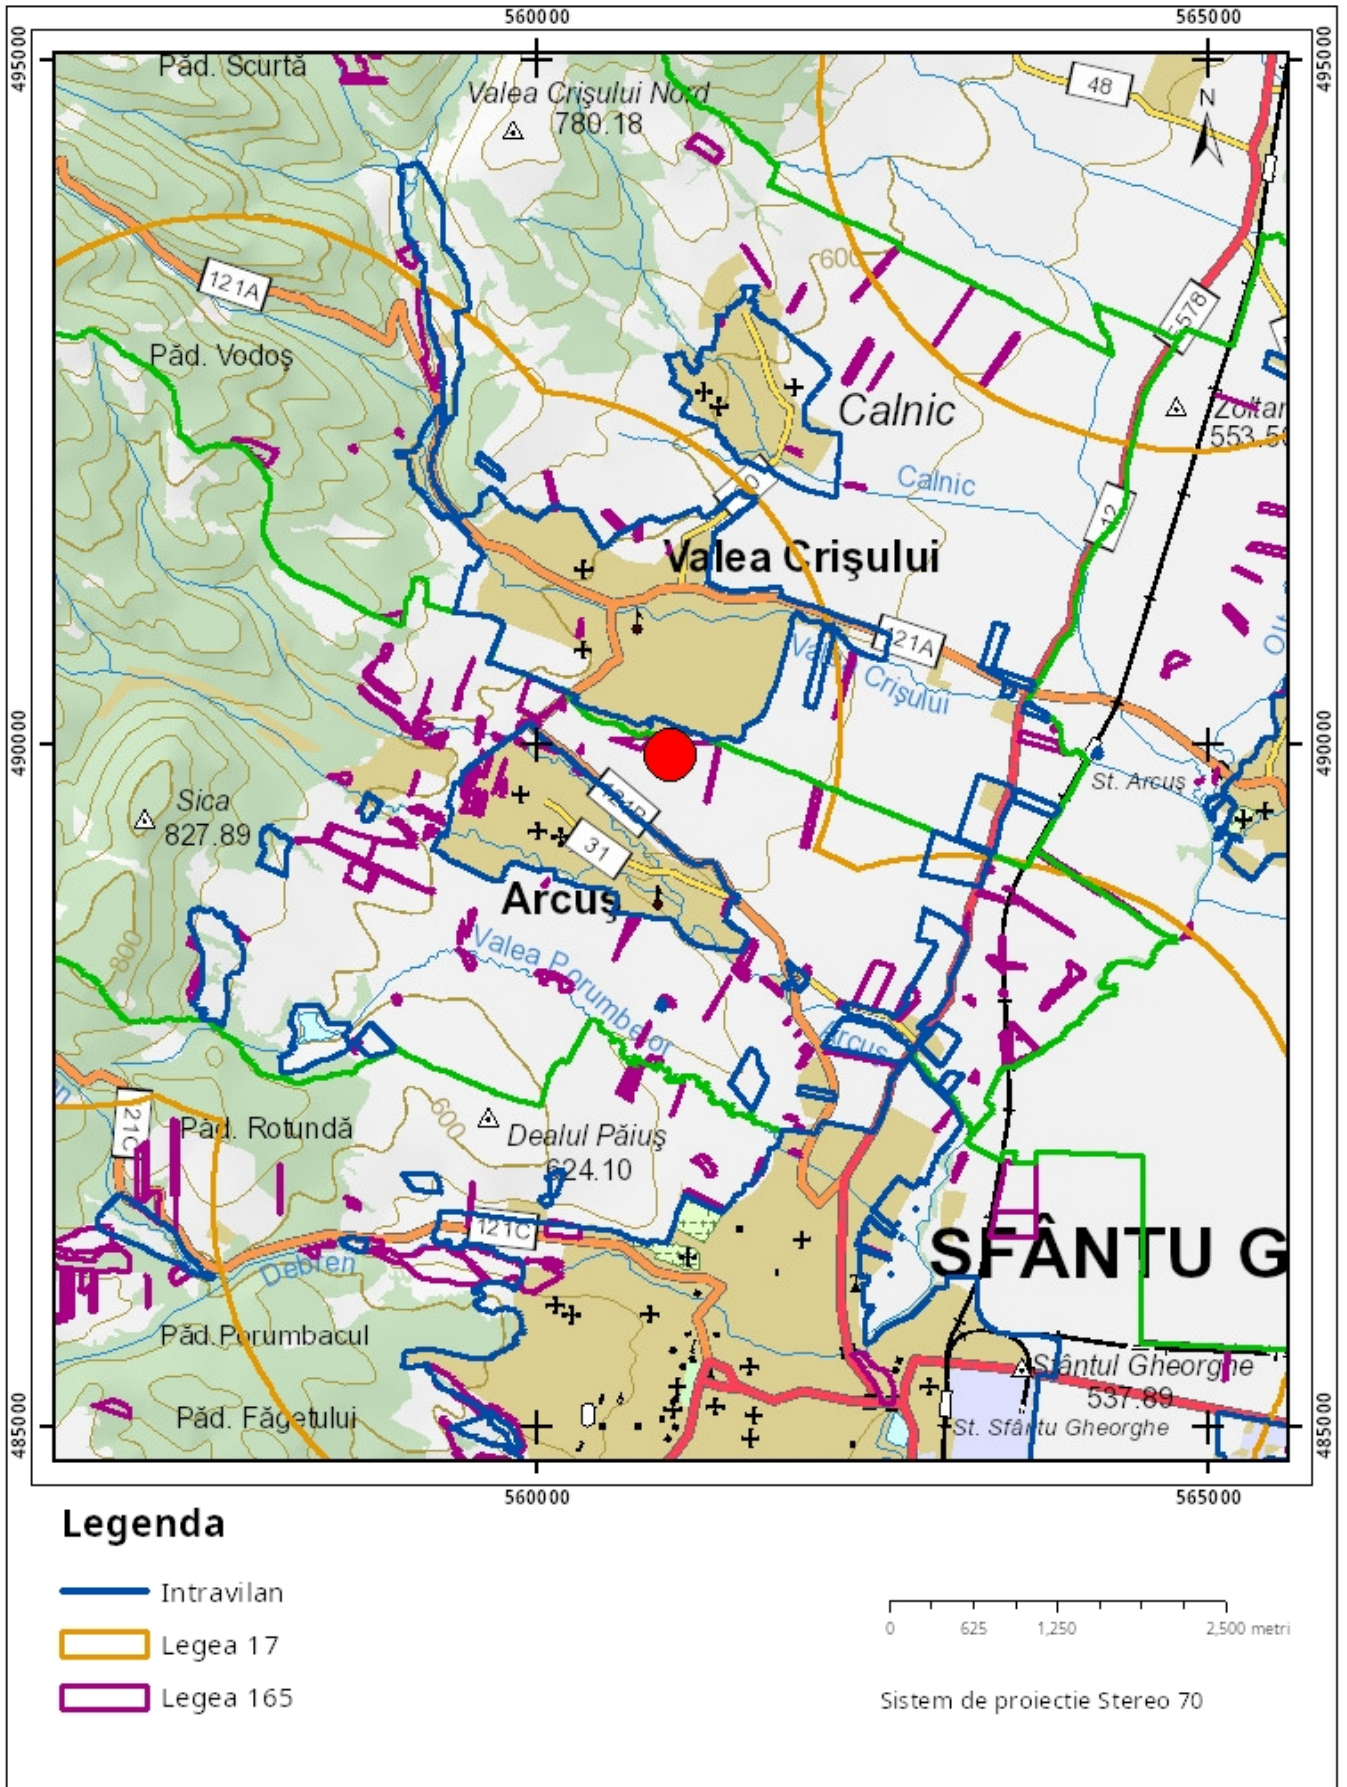 560000
565000
495000
495000
Păd. Scurtă
Valea Crişului Nord
780.18
48
N
121A
600
578
Păd. Vodoş
Calnic
553.5
Calnic
12
Valea Crişului
121A
Crişului
490000
490000
St. Arcuş
Sica
827.89
31
Arcuş
800
Valea Porumbelor
Arcuş
600
Păd. Rotundă
Dealul Păiuş
624.10
121C
SFÂNTU G
Debren
Păd.Porumbacul
Sfântul Gheorghe
537.89
Păd. Făgetului
St. Sfântu Gheorghe
485000
485000
560000
565000
Legenda
Intravilan
Legea 17
Legea 165
0 625 1,250 2,500 metri
Sistem de proiectie Stereo 70